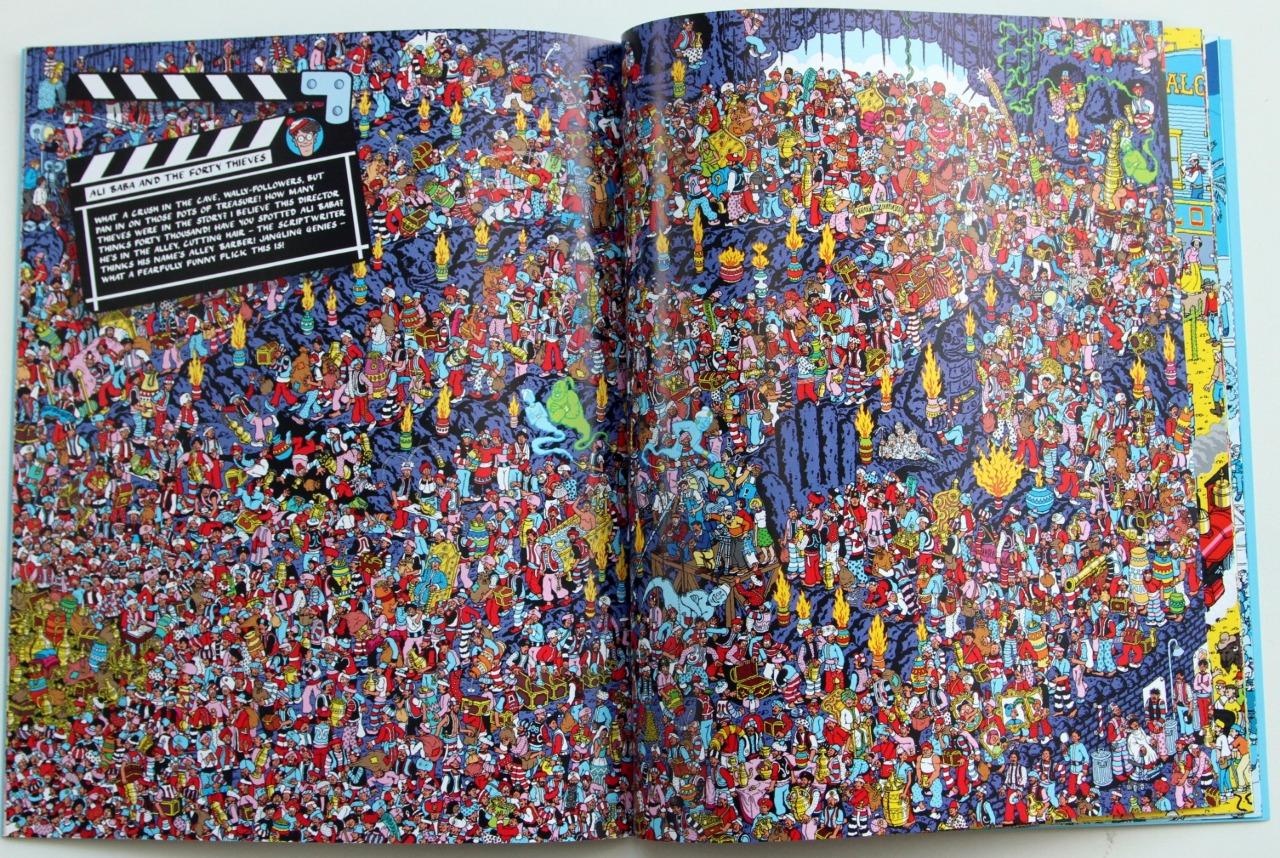 ALI BABA AND THE FORTY THIEVES
WHAT A CRUSH IN THE CAVE, WALLY-FOLLOWERS, BUT
PAN IN ON THOSE POTS OF TREASURE! HOW MANY
THIEVES WERE IN THE STORY? I BELIEVE THIS DIRECTOR
THINKS FORTY THOUSAND! HAVE YOU SPOTTED ALI BABA?
HE'S IN THE ALLEY, CUTTING HAIR – THE SCRIPTWRITER
THINKS HIS NAME'S ALLEY BARBER! JANGLING GENIES –
WHAT A FEARFULLY FUNNY FLICK THIS IS!
ALG